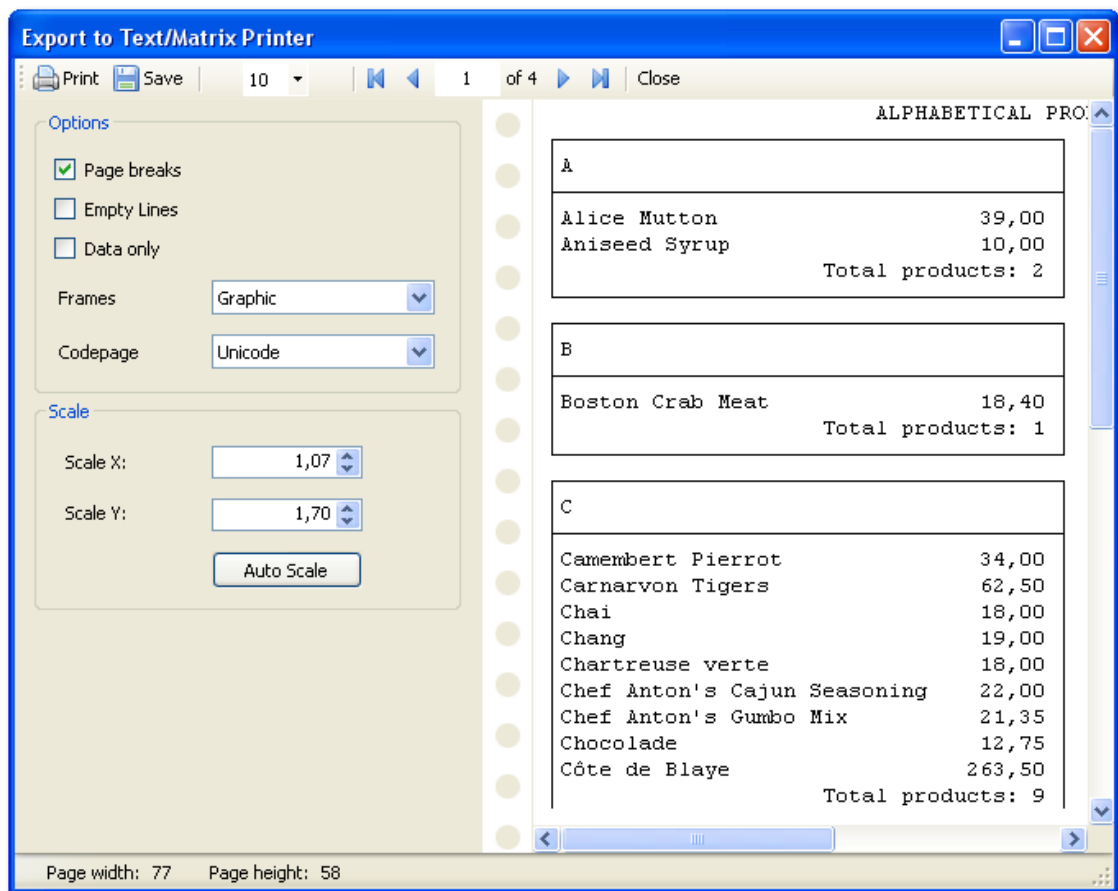 Export to Text/Matrix Printer
Print Save 10 1 of 4 Close
Options
Page breaks
Empty Lines
Data only
Frames Graphic
Codepage Unicode
Scale
Scale X: 1,07
Scale Y: 1,70
Auto Scale
ALPHABETICAL
A
Alice Mutton 39,00
Aniseed Syrup 10,00
Total products: 2
B
Boston Crab Meat 18,40
Total products: 1
C
Camembert Pierrot 34,00
Carnarvon Tigers 62,50
Chai 18,00
Chang 19,00
Chartreuse verte 18,00
Chef Anton's Cajun Seasoning 22,00
Chef Anton's Gumbo Mix 21,35
Chocolade 12,75
Côte de Blaye 263,50
Total products: 9
Page width: 77 Page height: 58